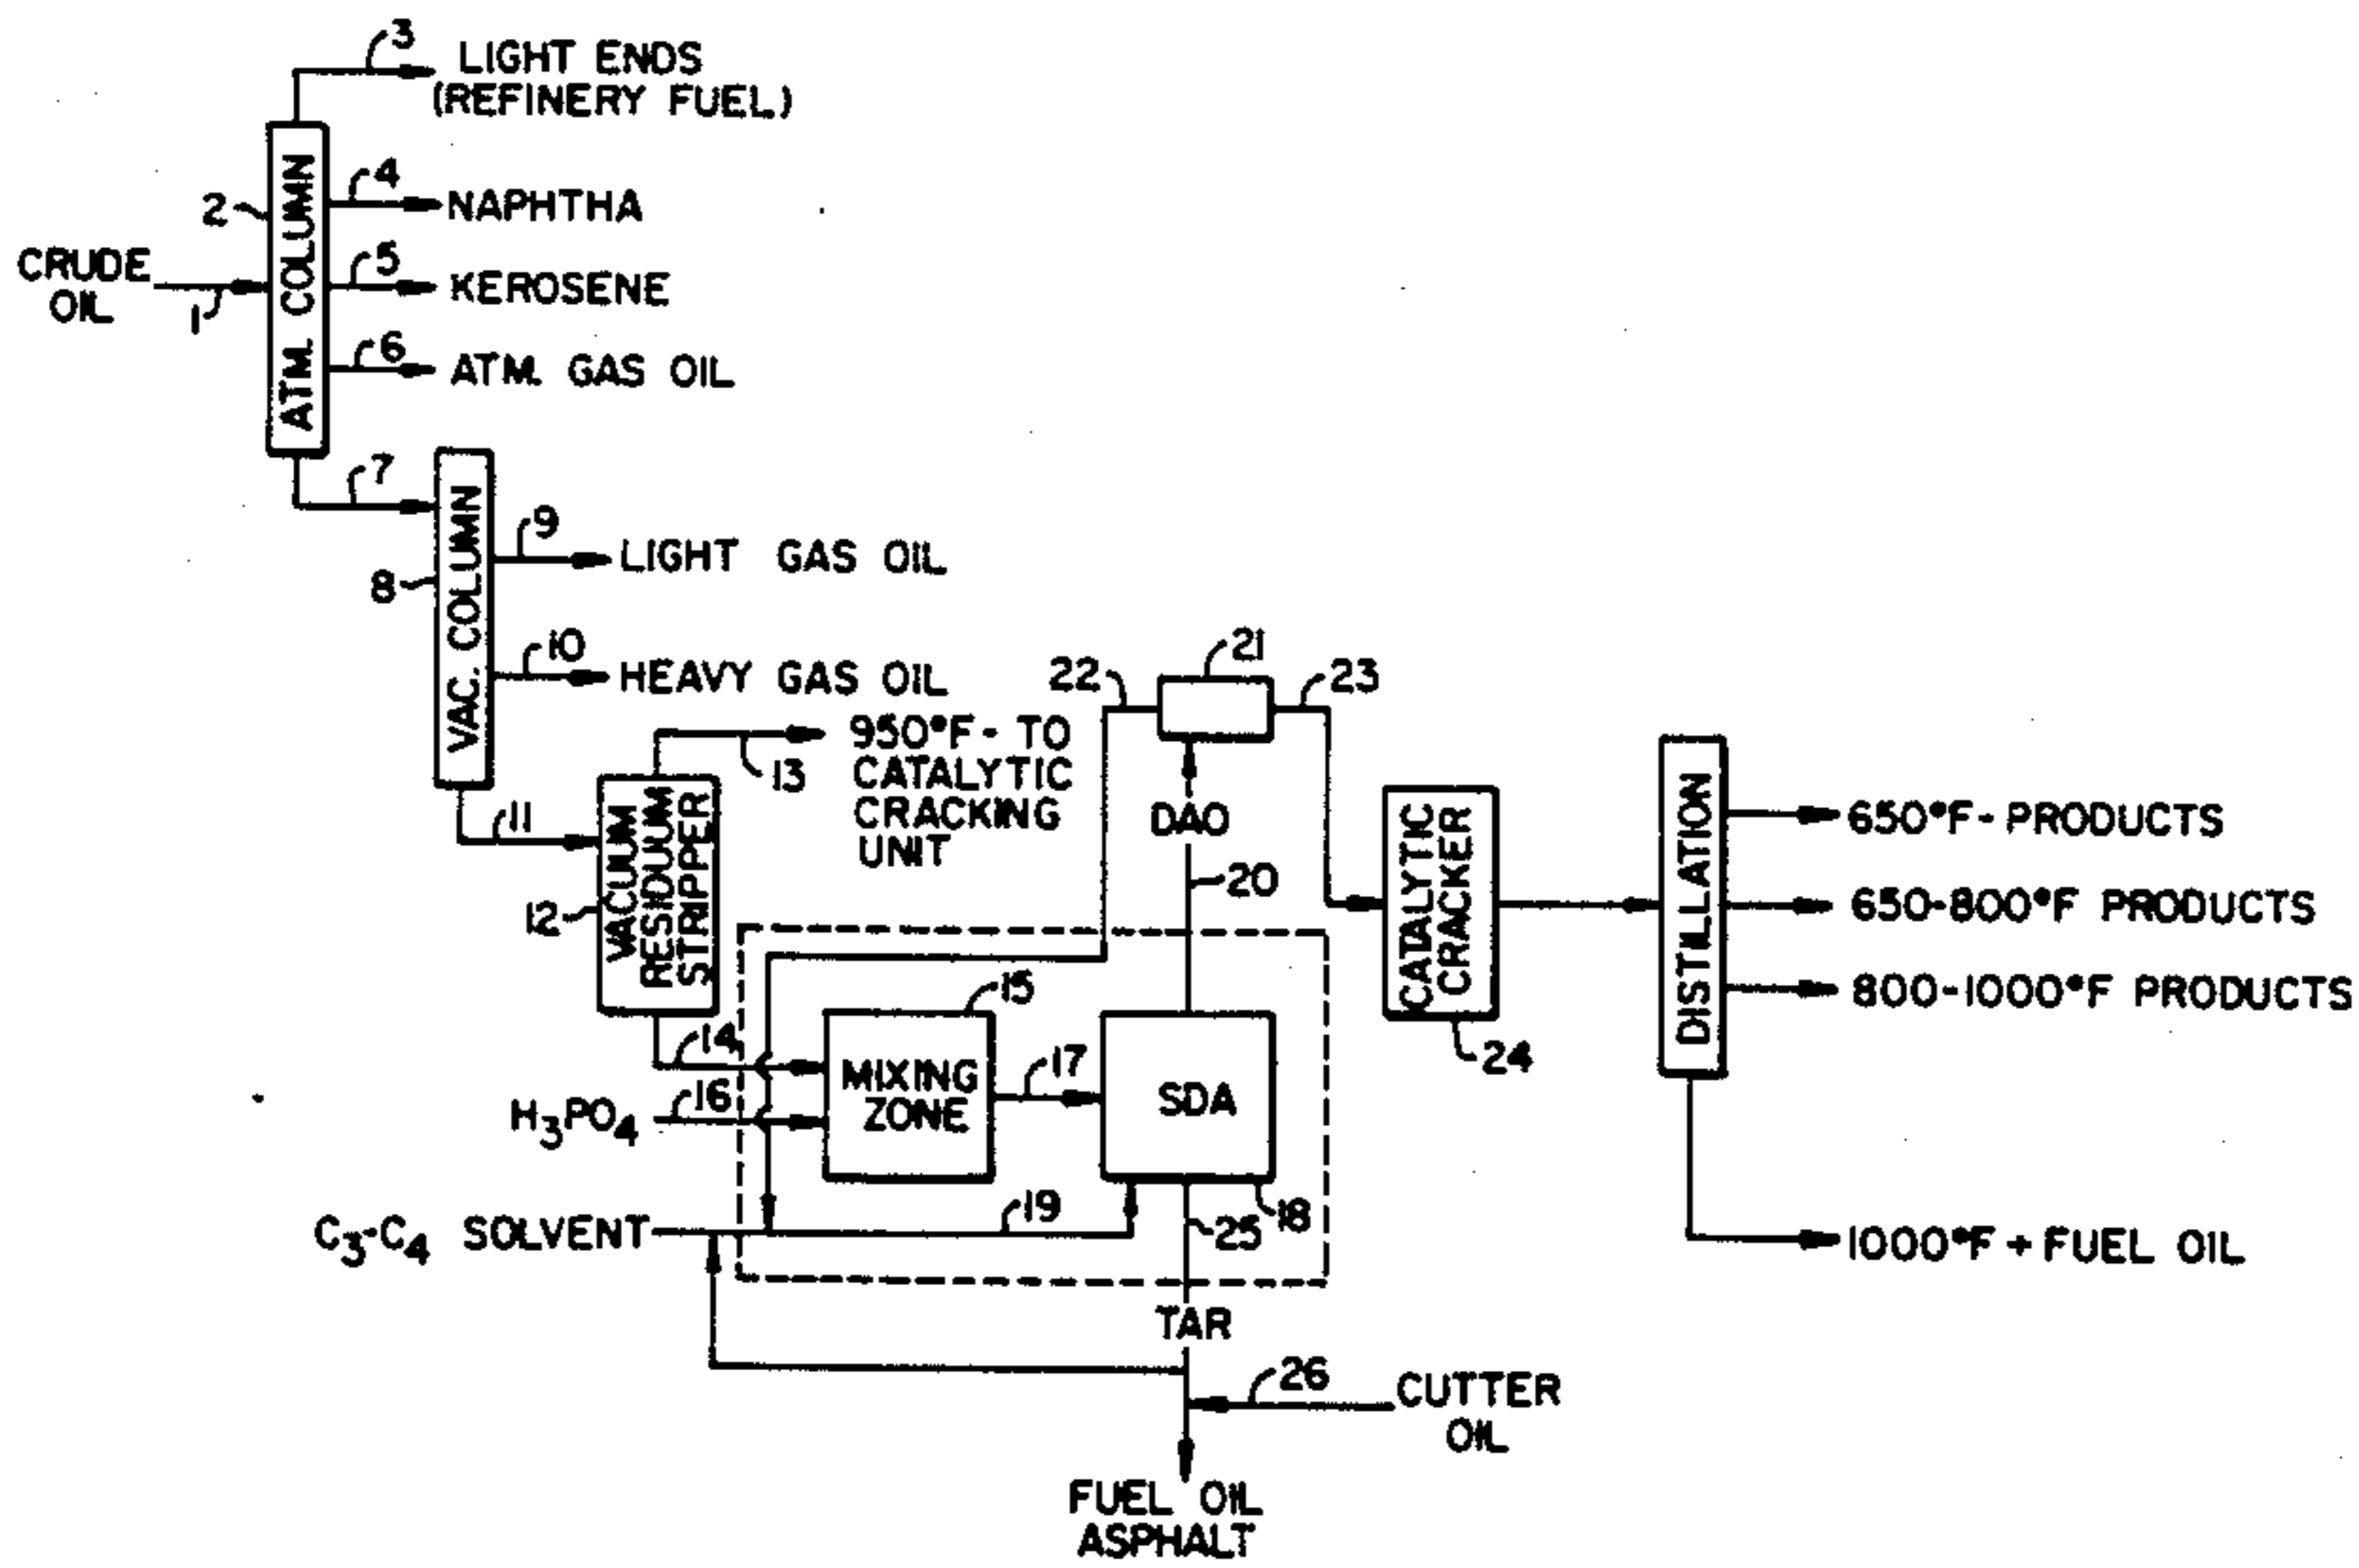 3
LIGHT ENDS
(REFINERY FUEL)
4
NAPHTHA
2
ATM. COLUMN
CRUDE
OIL
1
5
KEROSENE
6
ATM. GAS OIL
7
VAC. COLUMN
8
9
LIGHT GAS OIL
10
HEAVY GAS OIL
11
12
VACUUM
RESIDUUM
STRIPPER
13
950°F- TO
CATALYTIC
CRACKING
UNIT
22
21
23
DAO
20
CATALYTIC
CRACKER
24
DISTILLATION
650°F- PRODUCTS
650-800°F PRODUCTS
800-1000°F PRODUCTS
1000°F + FUEL OIL
14
15
MIXING
ZONE
16
H3PO4
17
SDA
18
C3-C4 SOLVENT
19
25
TAR
26
CUTTER
OIL
FUEL OIL
ASPHALT